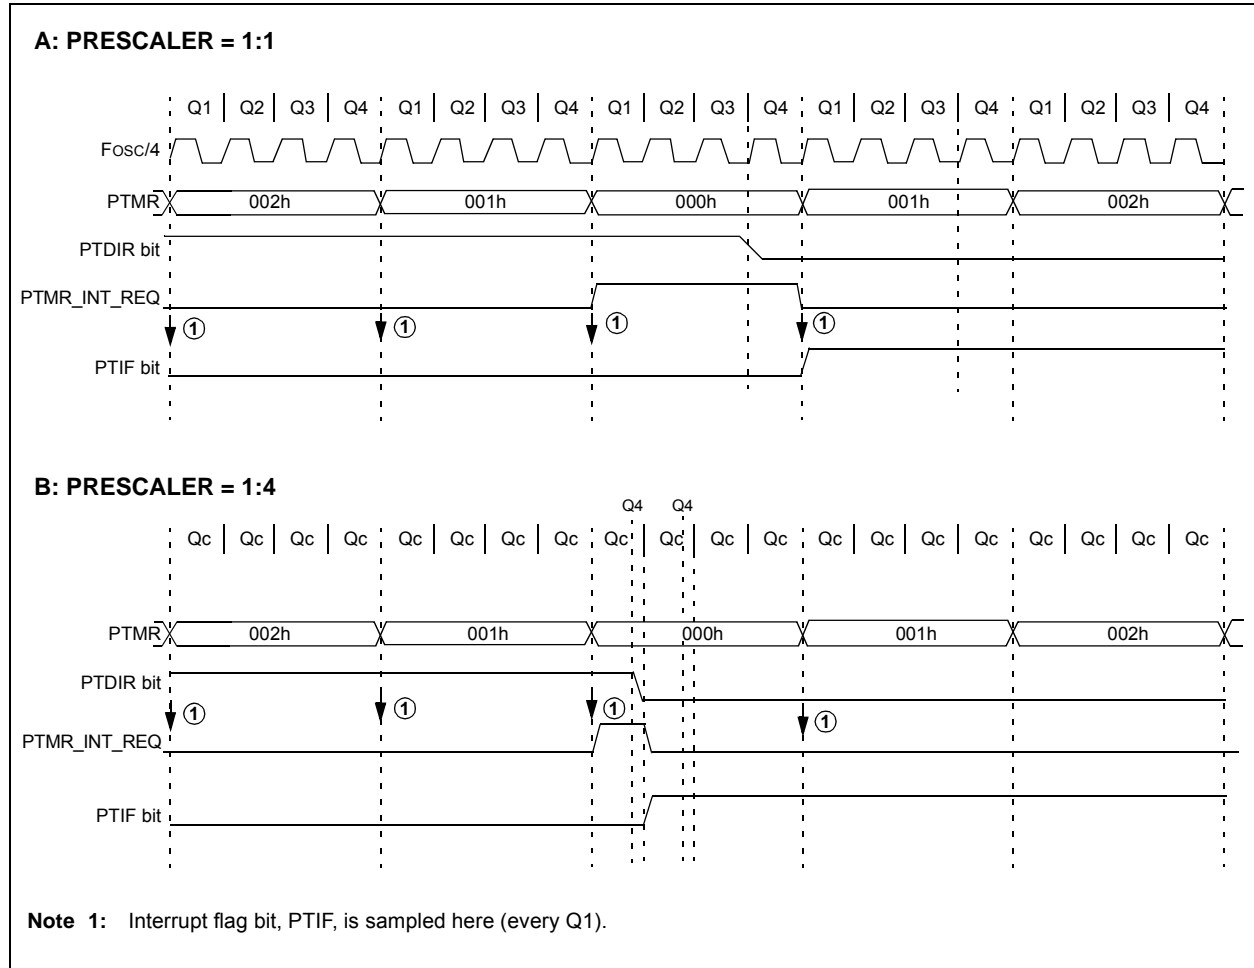 A: PRESCALER = 1:1
Q1 Q2 Q3 Q4 Q1 Q2 Q3 Q4 Q1 Q2 Q3 Q4 Q1 Q2 Q3 Q4 Q1 Q2 Q3 Q4
FOSC/4
PTMR 002h 001h 000h 001h 002h
PTDIR bit
PTMR_INT_REQ
1 1 1 1
PTIF bit
B: PRESCALER = 1:4
Q4 Q4
Qc Qc Qc Qc Qc Qc Qc Qc Qc Qc Qc Qc Qc Qc Qc Qc Qc Qc Qc Qc
PTMR 002h 001h 000h 001h 002h
PTDIR bit
1 1 1 1
PTMR_INT_REQ
PTIF bit
Note 1: Interrupt flag bit, PTIF, is sampled here (every Q1).